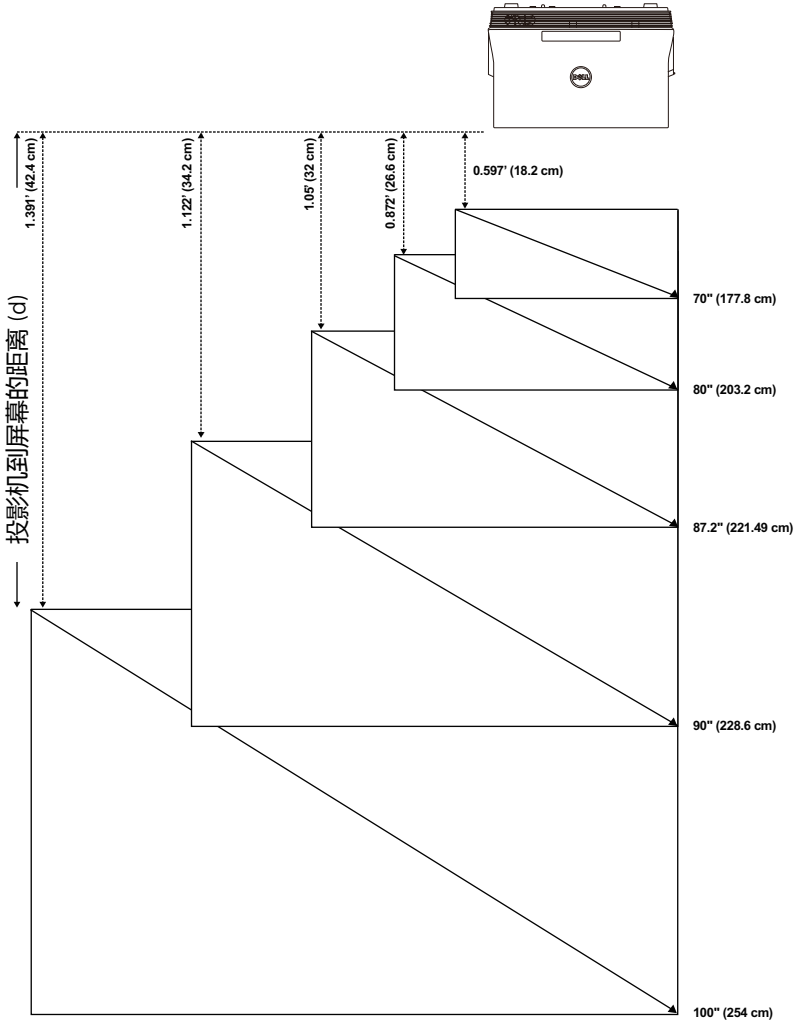 DELL
1.391' (42.4 cm)
1.122' (34.2 cm)
1.05' (32 cm)
0.872' (26.6 cm)
0.597' (18.2 cm)
投影机到屏幕的距离 (d)
70" (177.8 cm)
80" (203.2 cm)
87.2" (221.49 cm)
90" (228.6 cm)
100" (254 cm)